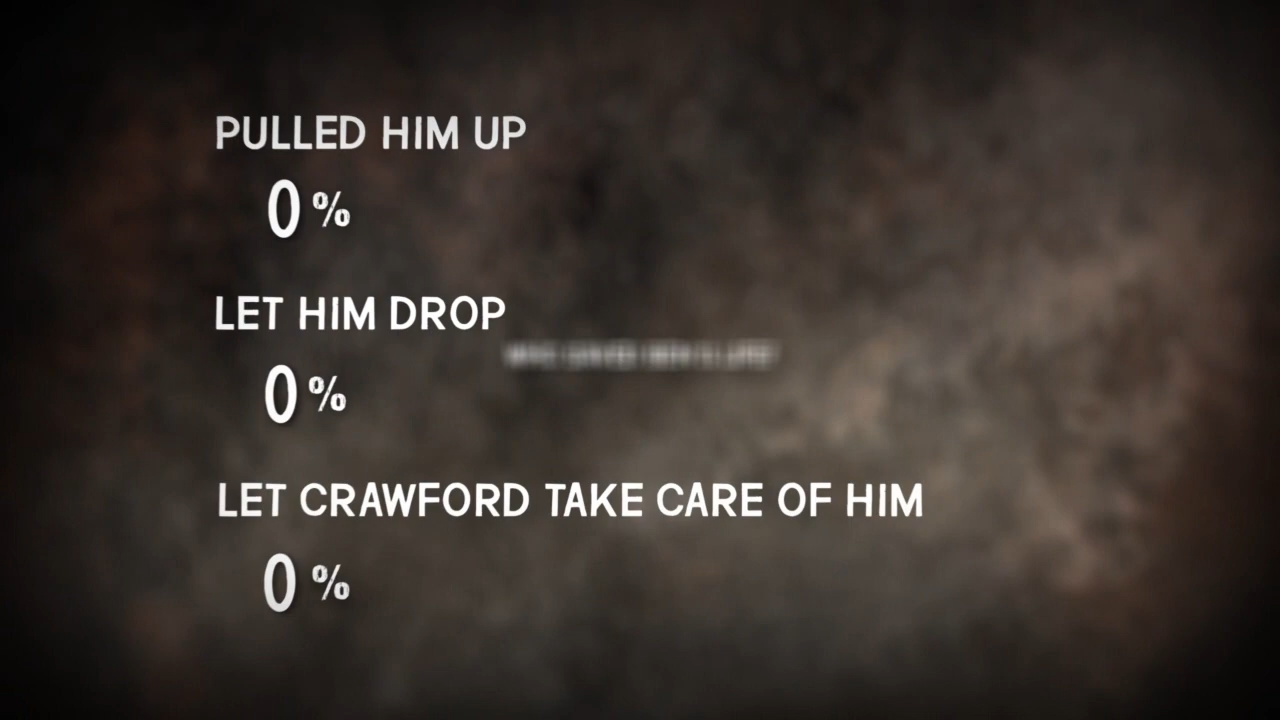 PULLED HIM UP
0 %
LET HIM DROP
0 %
LET CRAWFORD TAKE CARE OF HIM
0 %